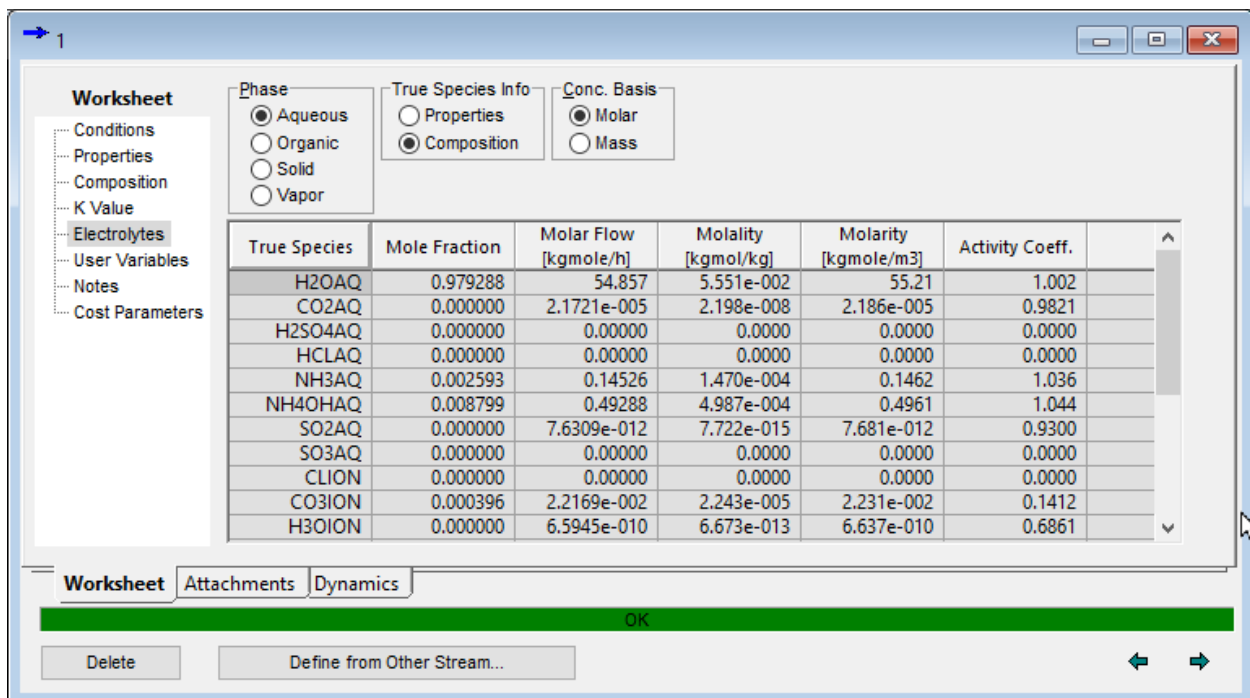 1
Worksheet
Conditions
Properties
Composition
K Value
Electrolytes
User Variables
Notes
Cost Parameters
Phase
Aqueous
Organic
Solid
Vapor
True Species Info
Properties
Composition
Conc. Basis
Molar
Mass
True Species Mole Fraction Molar Flow [kgmole/h] Molality [kgmol/kg] Molarity [kgmole/m3] Activity Coeff.
H2OAQ 0.979288 54.857 5.551e-002 55.21 1.002
CO2AQ 0.000000 2.1721e-005 2.198e-008 2.186e-005 0.9821
H2SO4AQ 0.000000 0.00000 0.0000 0.0000 0.0000
HCLAQ 0.000000 0.00000 0.0000 0.0000 0.0000
NH3AQ 0.002593 0.14526 1.470e-004 0.1462 1.036
NH4OHAQ 0.008799 0.49288 4.987e-004 0.4961 1.044
SO2AQ 0.000000 7.6309e-012 7.722e-015 7.681e-012 0.9300
SO3AQ 0.000000 0.00000 0.0000 0.0000 0.0000
CLION 0.000000 0.00000 0.0000 0.0000 0.0000
CO3ION 0.000396 2.2169e-002 2.243e-005 2.231e-002 0.1412
H3OION 0.000000 6.5945e-010 6.673e-013 6.637e-010 0.6861
Worksheet Attachments Dynamics
OK
Delete Define from Other Stream...